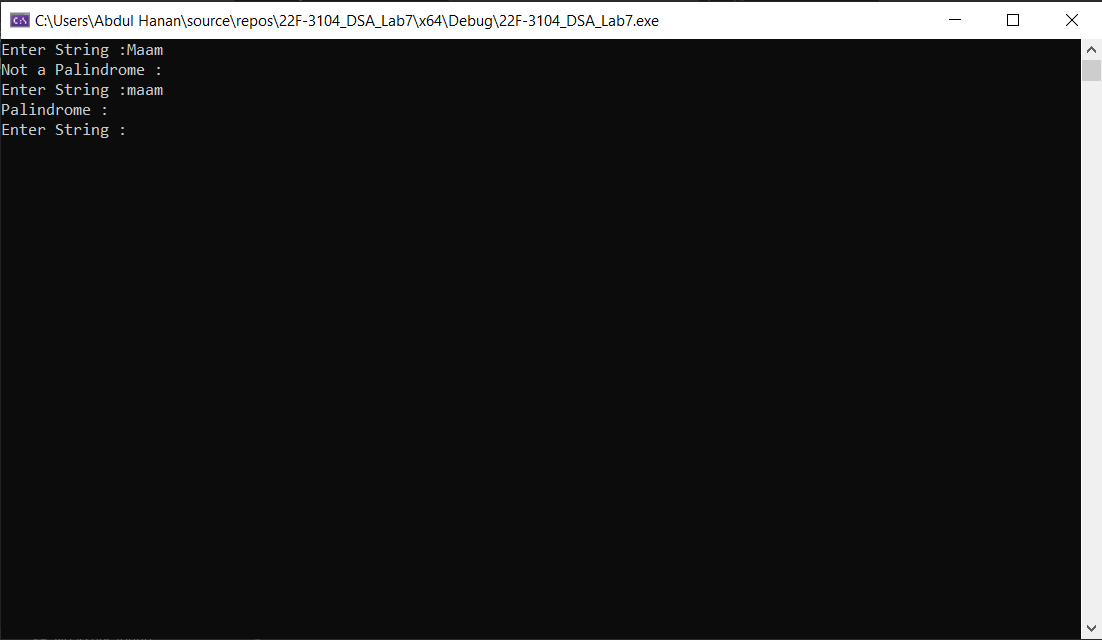 C:\Users\Abdul Hanan\source\repos\22F-3104_DSA_Lab7\x64\Debug\22F-3104_DSA_Lab7.exe
Enter String :Maam
Not a Palindrome :
Enter String :maam
Palindrome :
Enter String :